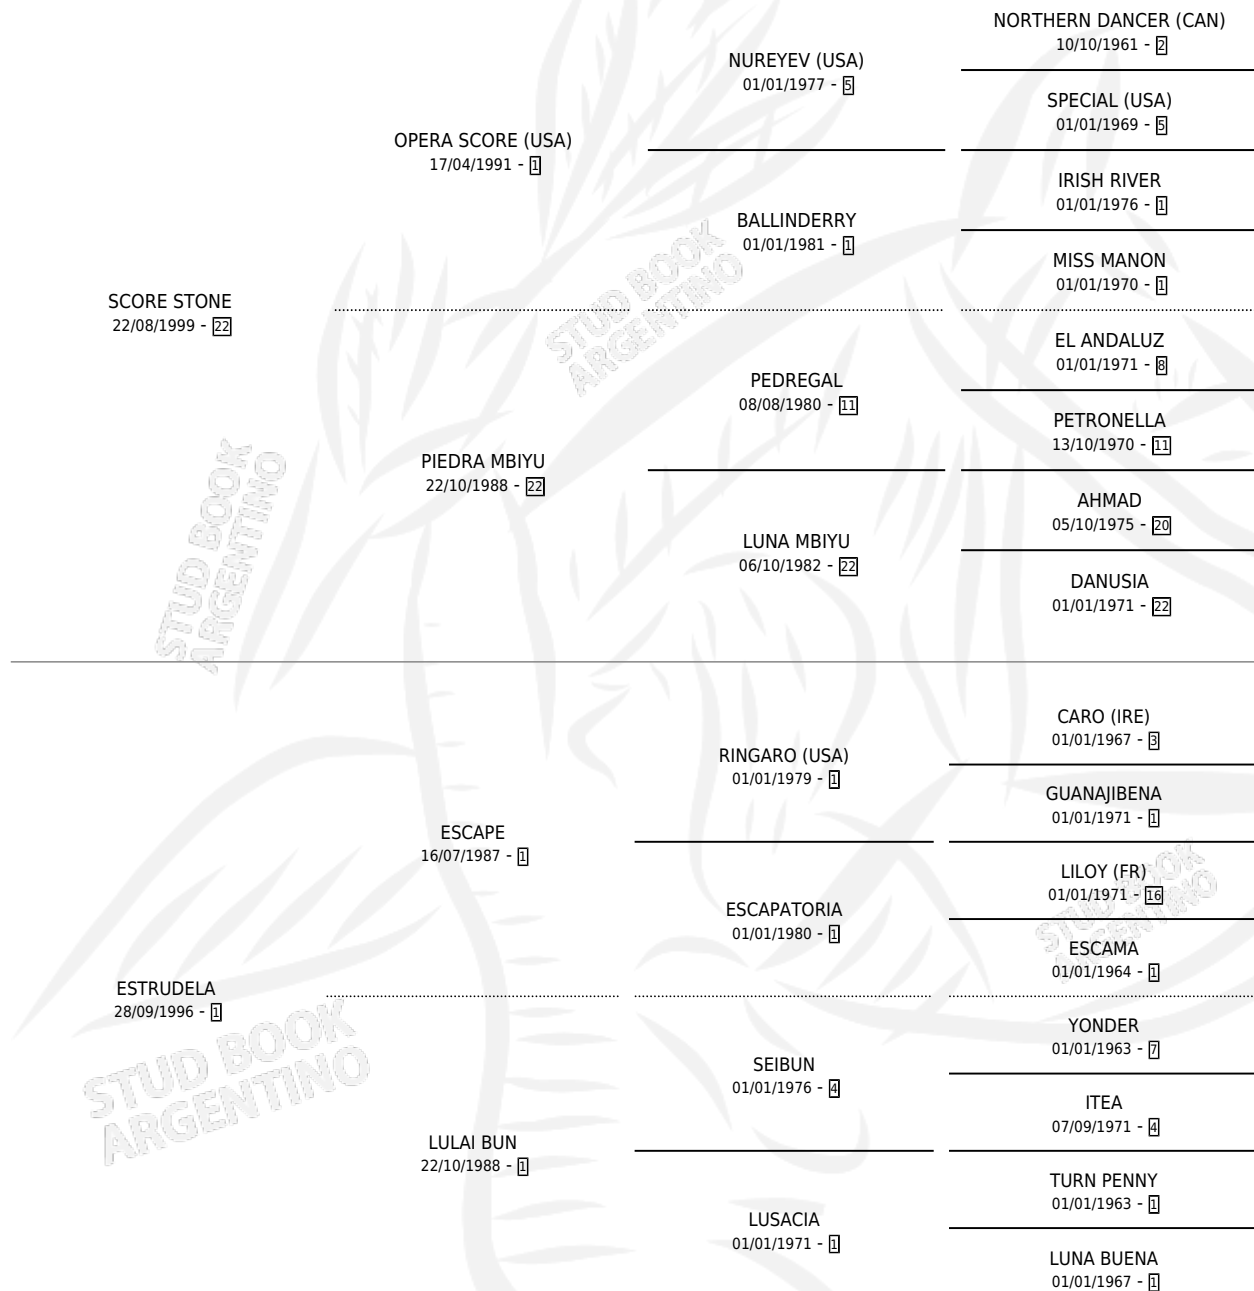 NORTHERN DANCER (CAN)
10/10/1961 - 2
NUREYEV (USA)
01/01/1977 - 5
SPECIAL (USA)
01/01/1969 - 5
OPERA SCORE (USA)
17/04/1991 - 1
IRISH RIVER
01/01/1976 - 1
BALLINDERRY
01/01/1981 - 1
MISS MANON
01/01/1970 - 1
SCORE STONE
22/08/1999 - 22
STUD BOOK
ARGENTINO
EL ANDALUZ
01/01/1971 - 8
PEDREGAL
08/08/1980 - 11
PETRONELLA
13/10/1970 - 11
PIEDRA MBIYU
22/10/1988 - 22
AHMAD
05/10/1975 - 20
LUNA MBIYU
06/10/1982 - 22
DANUSIA
01/01/1971 - 22
STUD BOOK
ARGENTINO
CARO (IRE)
01/01/1967 - 3
RINGARO (USA)
01/01/1979 - 1
GUANAJIBENA
01/01/1971 - 1
ESCAPE
16/07/1987 - 1
LILOY (FR)
01/01/1971 - 16
ESCAPATORIA
01/01/1980 - 1
STUD BOOK
ARGENTINO
ESCAMA
01/01/1964 - 1
ESTRUDELA
28/09/1996 - 1
STUD BOOK
ARGENTINO
YONDER
01/01/1963 - 7
SEIBUN
01/01/1976 - 4
ITEA
07/09/1971 - 4
LULAI BUN
22/10/1988 - 1
TURN PENNY
01/01/1963 - 1
LUSACIA
01/01/1971 - 1
LUNA BUENA
01/01/1967 - 1